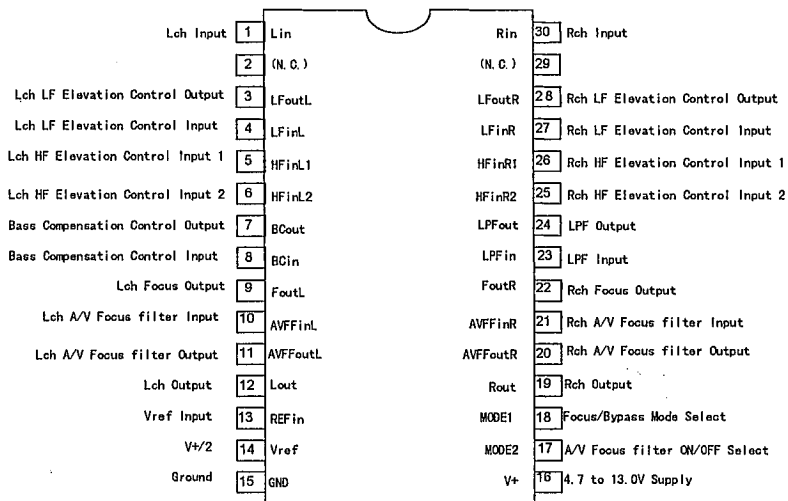 Lch Input 1 Lin Rin 30 Rch Input
2 (N.C.) (N.C.) 29
Lch LF Elevation Control Output 3 LFoutL LFoutR 28 Rch LF Elevation Control Output
Lch LF Elevation Control Input 4 LFinL LFinR 27 Rch LF Elevation Control Input
Lch HF Elevation Control Input 1 5 HFinL1 HFinR1 26 Rch HF Elevation Control Input 1
Lch HF Elevation Control Input 2 6 HFinL2 HFinR2 25 Rch HF Elevation Control Input 2
Bass Compensation Control Output 7 BCout LPFout 24 LPF Output
Bass Compensation Control Input 8 BCin LPFin 23 LPF Input
Lch Focus Output 9 FoutL FoutR 22 Rch Focus Output
Lch A/V Focus filter Input 10 AVFFinL AVFFinR 21 Rch A/V Focus filter Input
Lch A/V Focus filter Output 11 AVFFoutL AVFFoutR 20 Rch A/V Focus filter Output
Lch Output 12 Lout Rout 19 Rch Output
Vref Input 13 REFin MODE1 18 Focus/Bypass Mode Select
V+/2 14 Vref MODE2 17 A/V Focus filter ON/OFF Select
Ground 15 GND V+ 16 4.7 to 13.0V Supply